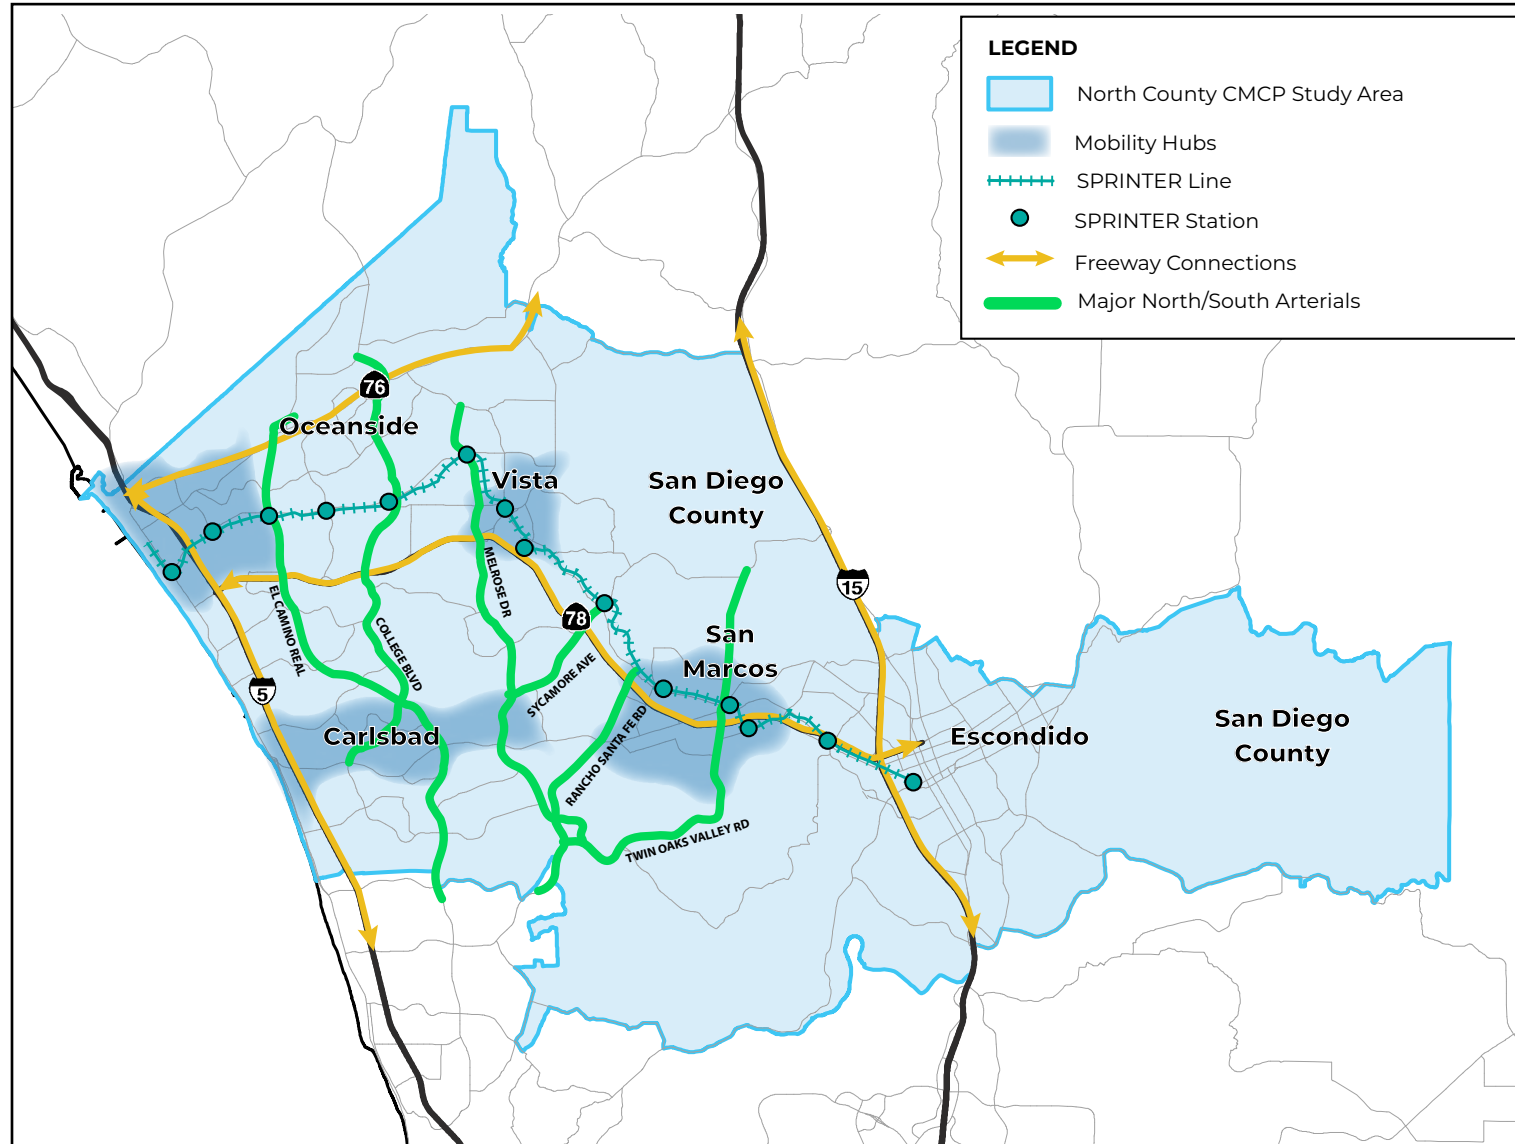 LEGEND
North County CMCP Study Area
Mobility Hubs
SPRINTER Line
SPRINTER Station
Freeway Connections
Major North/South Arterials
76
Oceanside
Vista
San Diego
County
15
MELROSE DR
78
EL CAMINO REAL
COLLEGE BLVD
SYCAMORE AVE
San
Marcos
5
Carlsbad
RANCHO SANTA FE RD
Escondido
San Diego
County
TWIN OAKS VALLEY RD